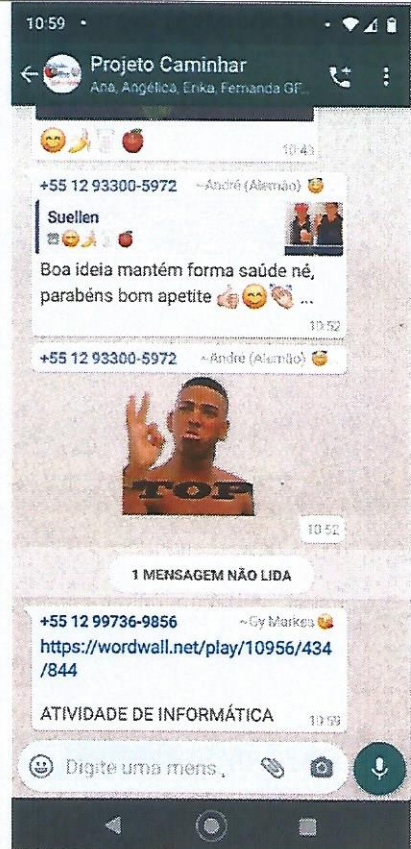 10:59
Projeto Caminhar
Ana, Angélica, Erika, Fernanda GF...
10:43
+55 12 93300-5972 ~André (Alemão)
Suellen
Boa ideia mantém forma saúde né,
parabéns bom apetite 👍😊👏 ...
10:52
+55 12 93300-5972 ~André (Alemão)
TOP
10:52
1 MENSAGEM NÃO LIDA
+55 12 99736-9856 ~Gy Markes
https://wordwall.net/play/10956/434
/844
ATIVIDADE DE INFORMÁTICA 10:59
Digite uma mens